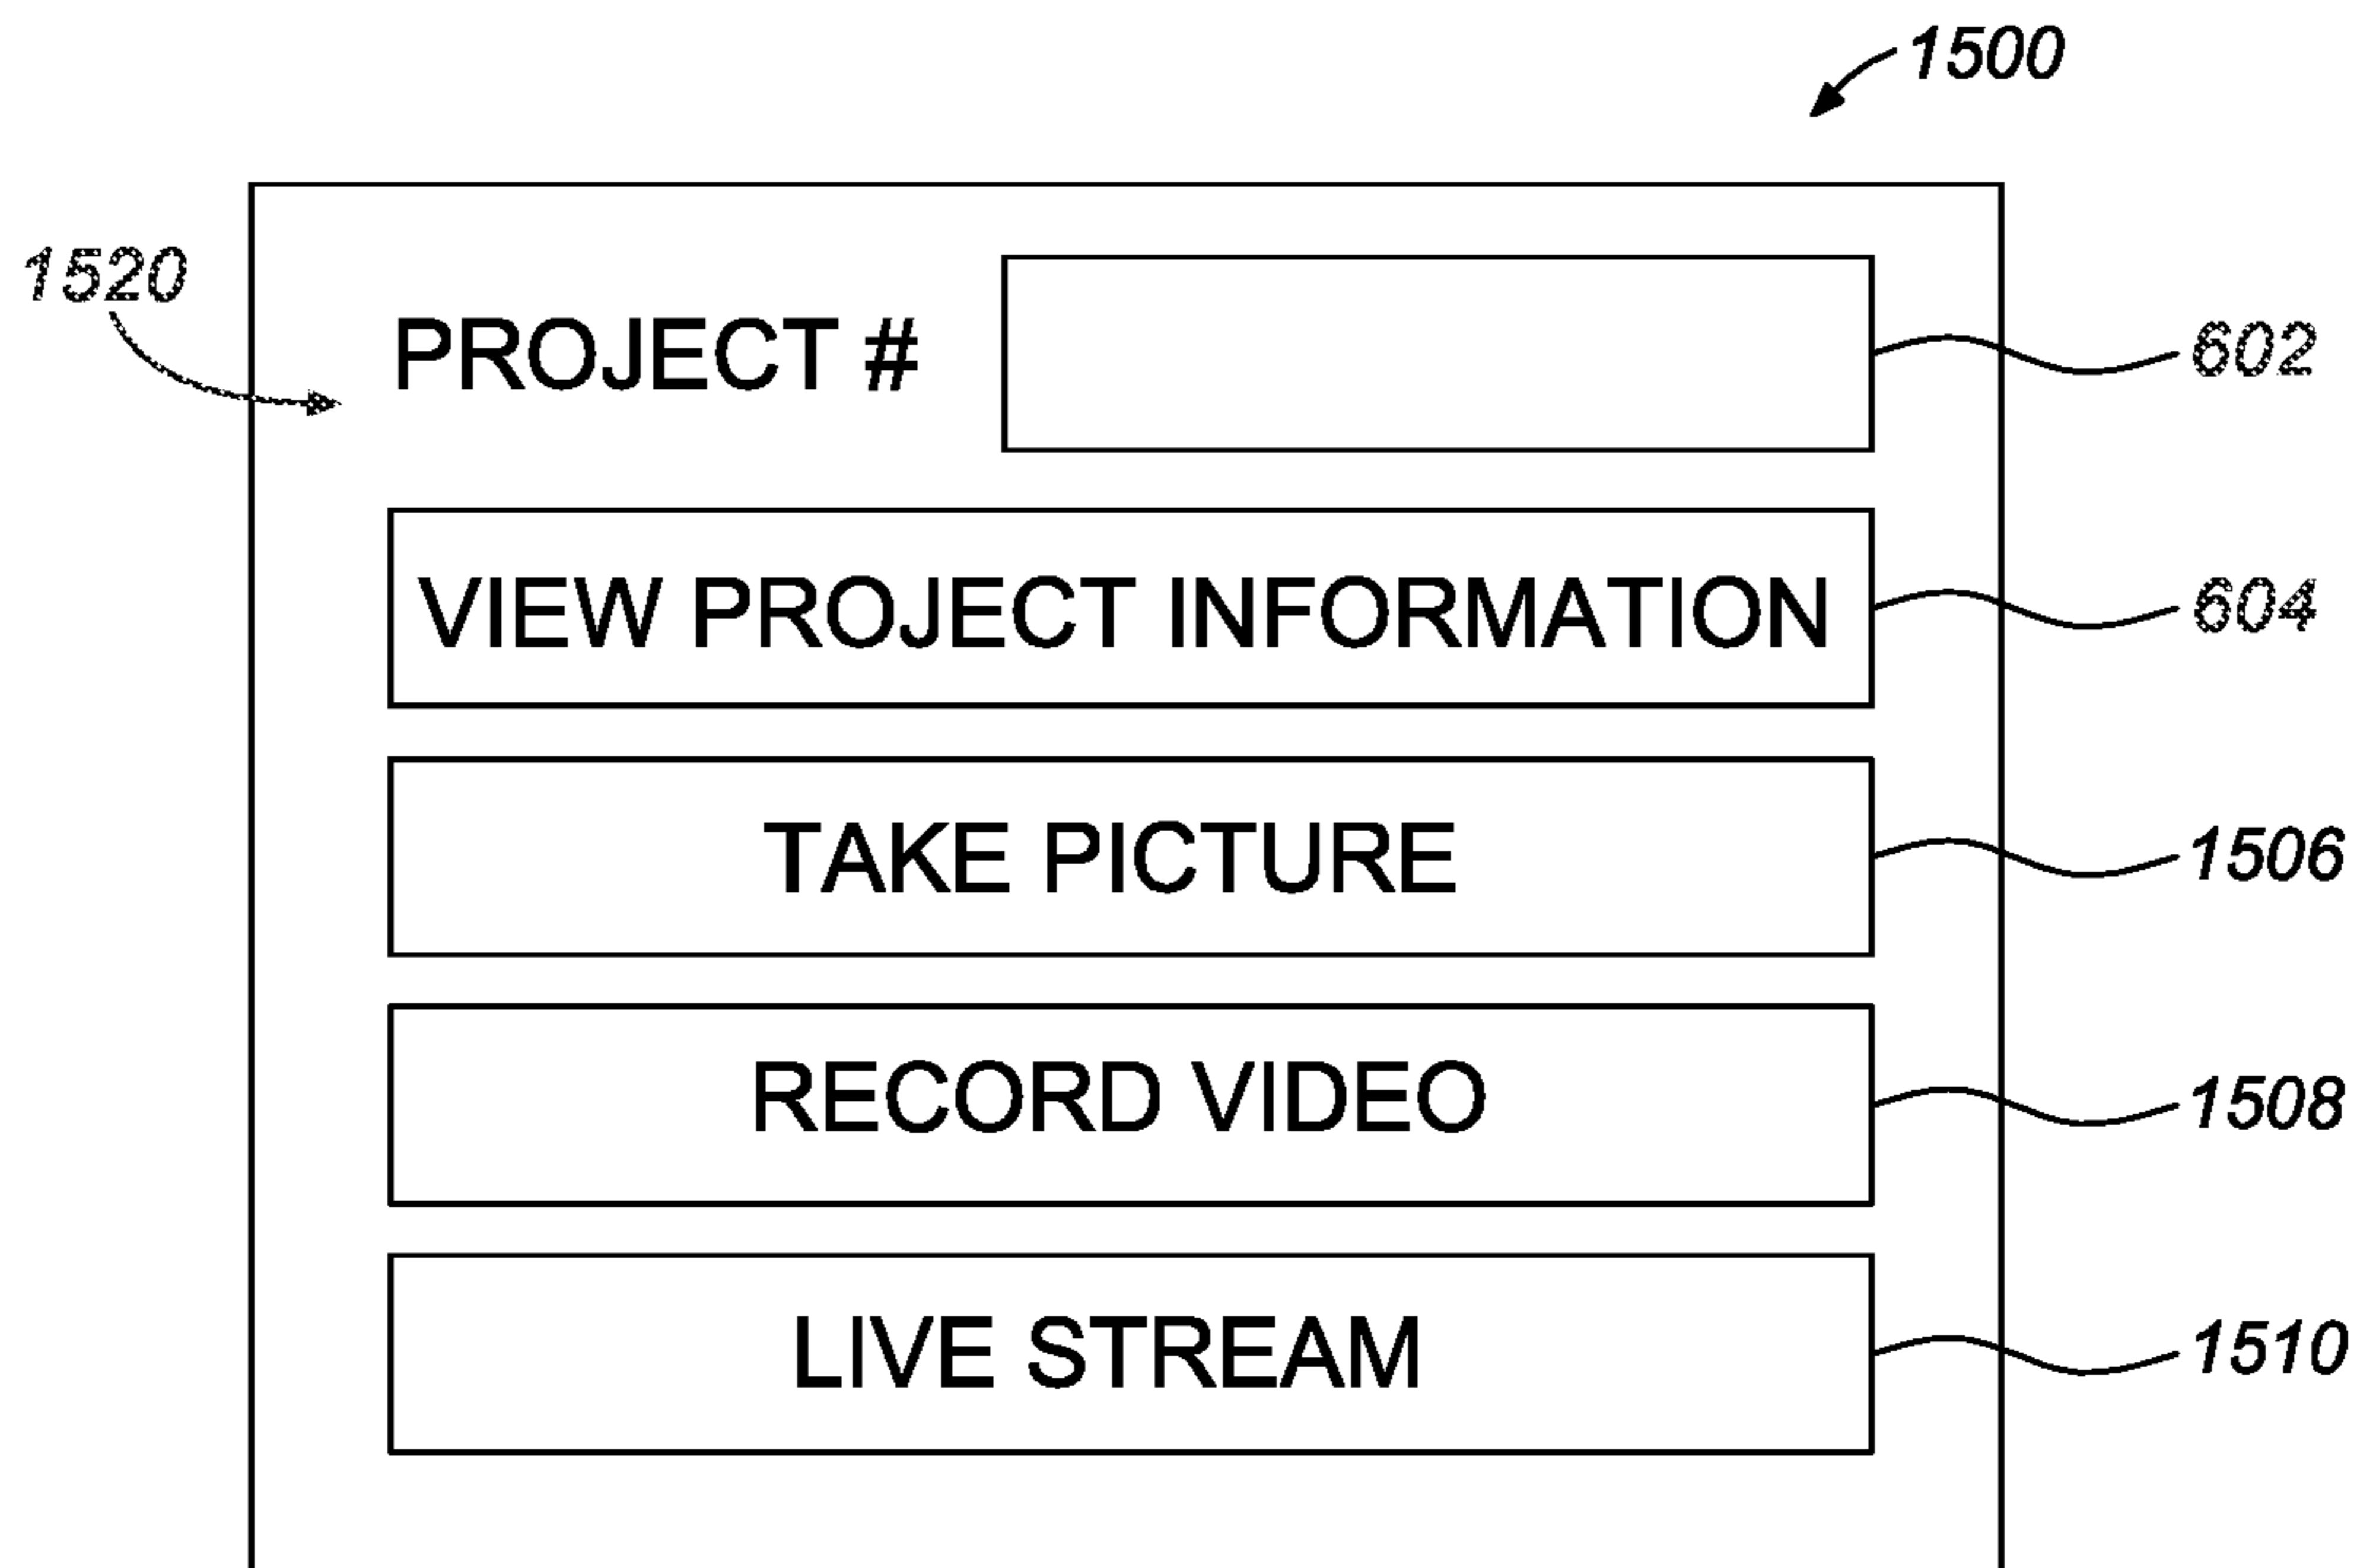 1500
1520
PROJECT #
602
VIEW PROJECT INFORMATION
604
TAKE PICTURE
1506
RECORD VIDEO
1508
LIVE STREAM
1510